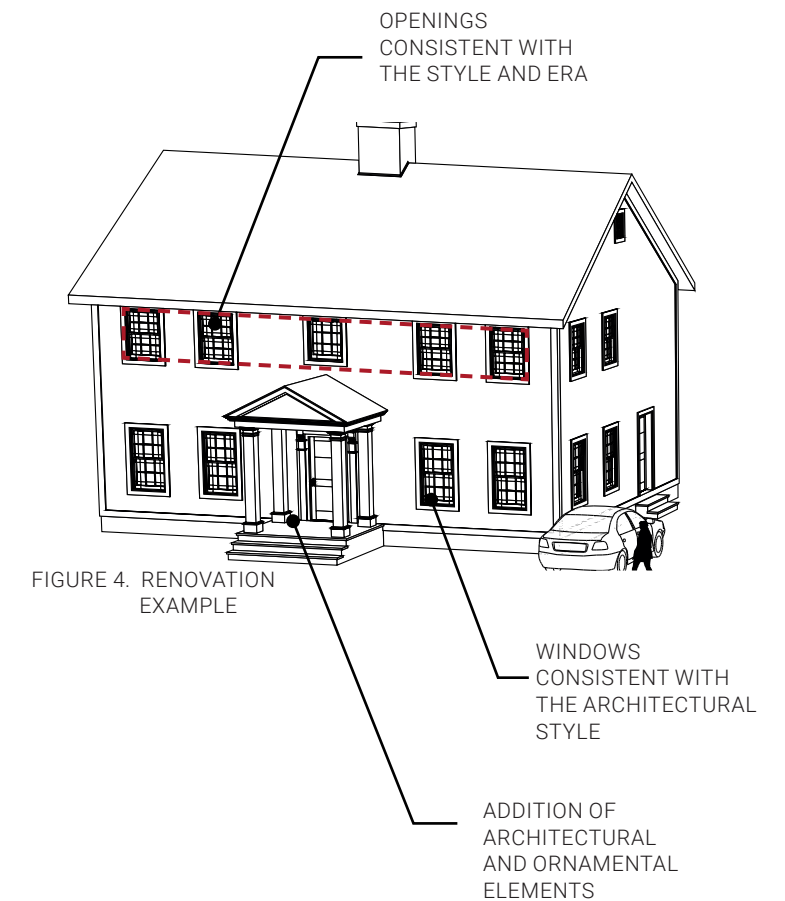 OPENINGS
CONSISTENT WITH
THE STYLE AND ERA
FIGURE 4. RENOVATION
EXAMPLE
WINDOWS
CONSISTENT WITH
THE ARCHITECTURAL
STYLE
ADDITION OF
ARCHITECTURAL
AND ORNAMENTAL
ELEMENTS